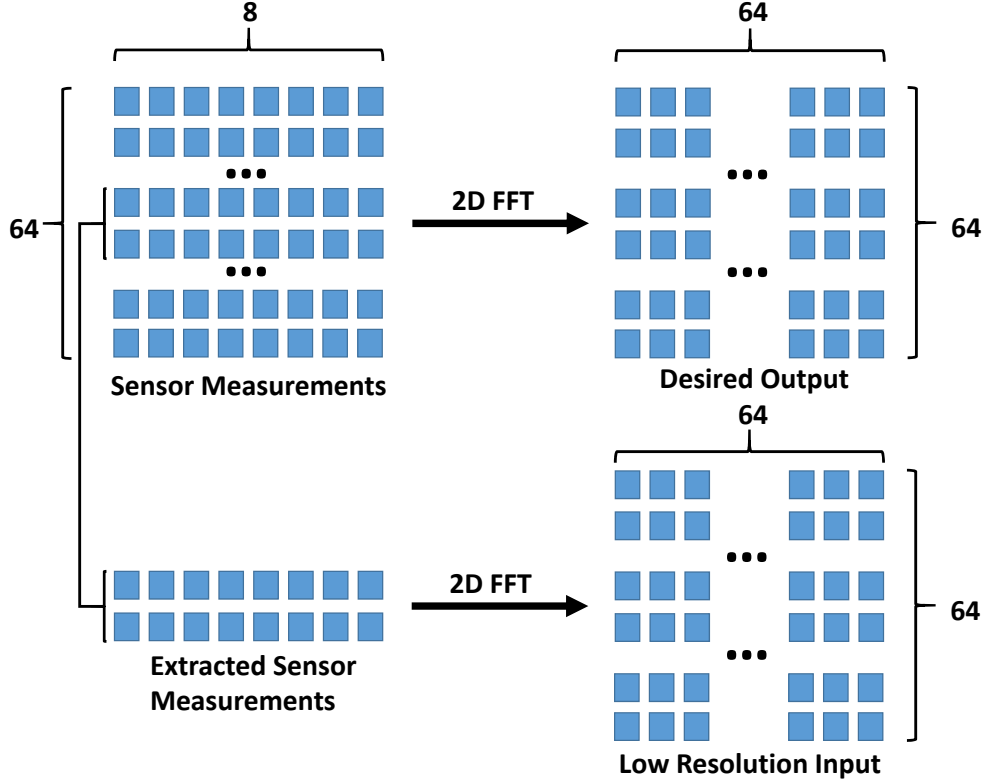 8
64
64
2D FFT
64
Sensor Measurements
Desired Output
64
2D FFT
64
Extracted Sensor
Measurements
Low Resolution Input